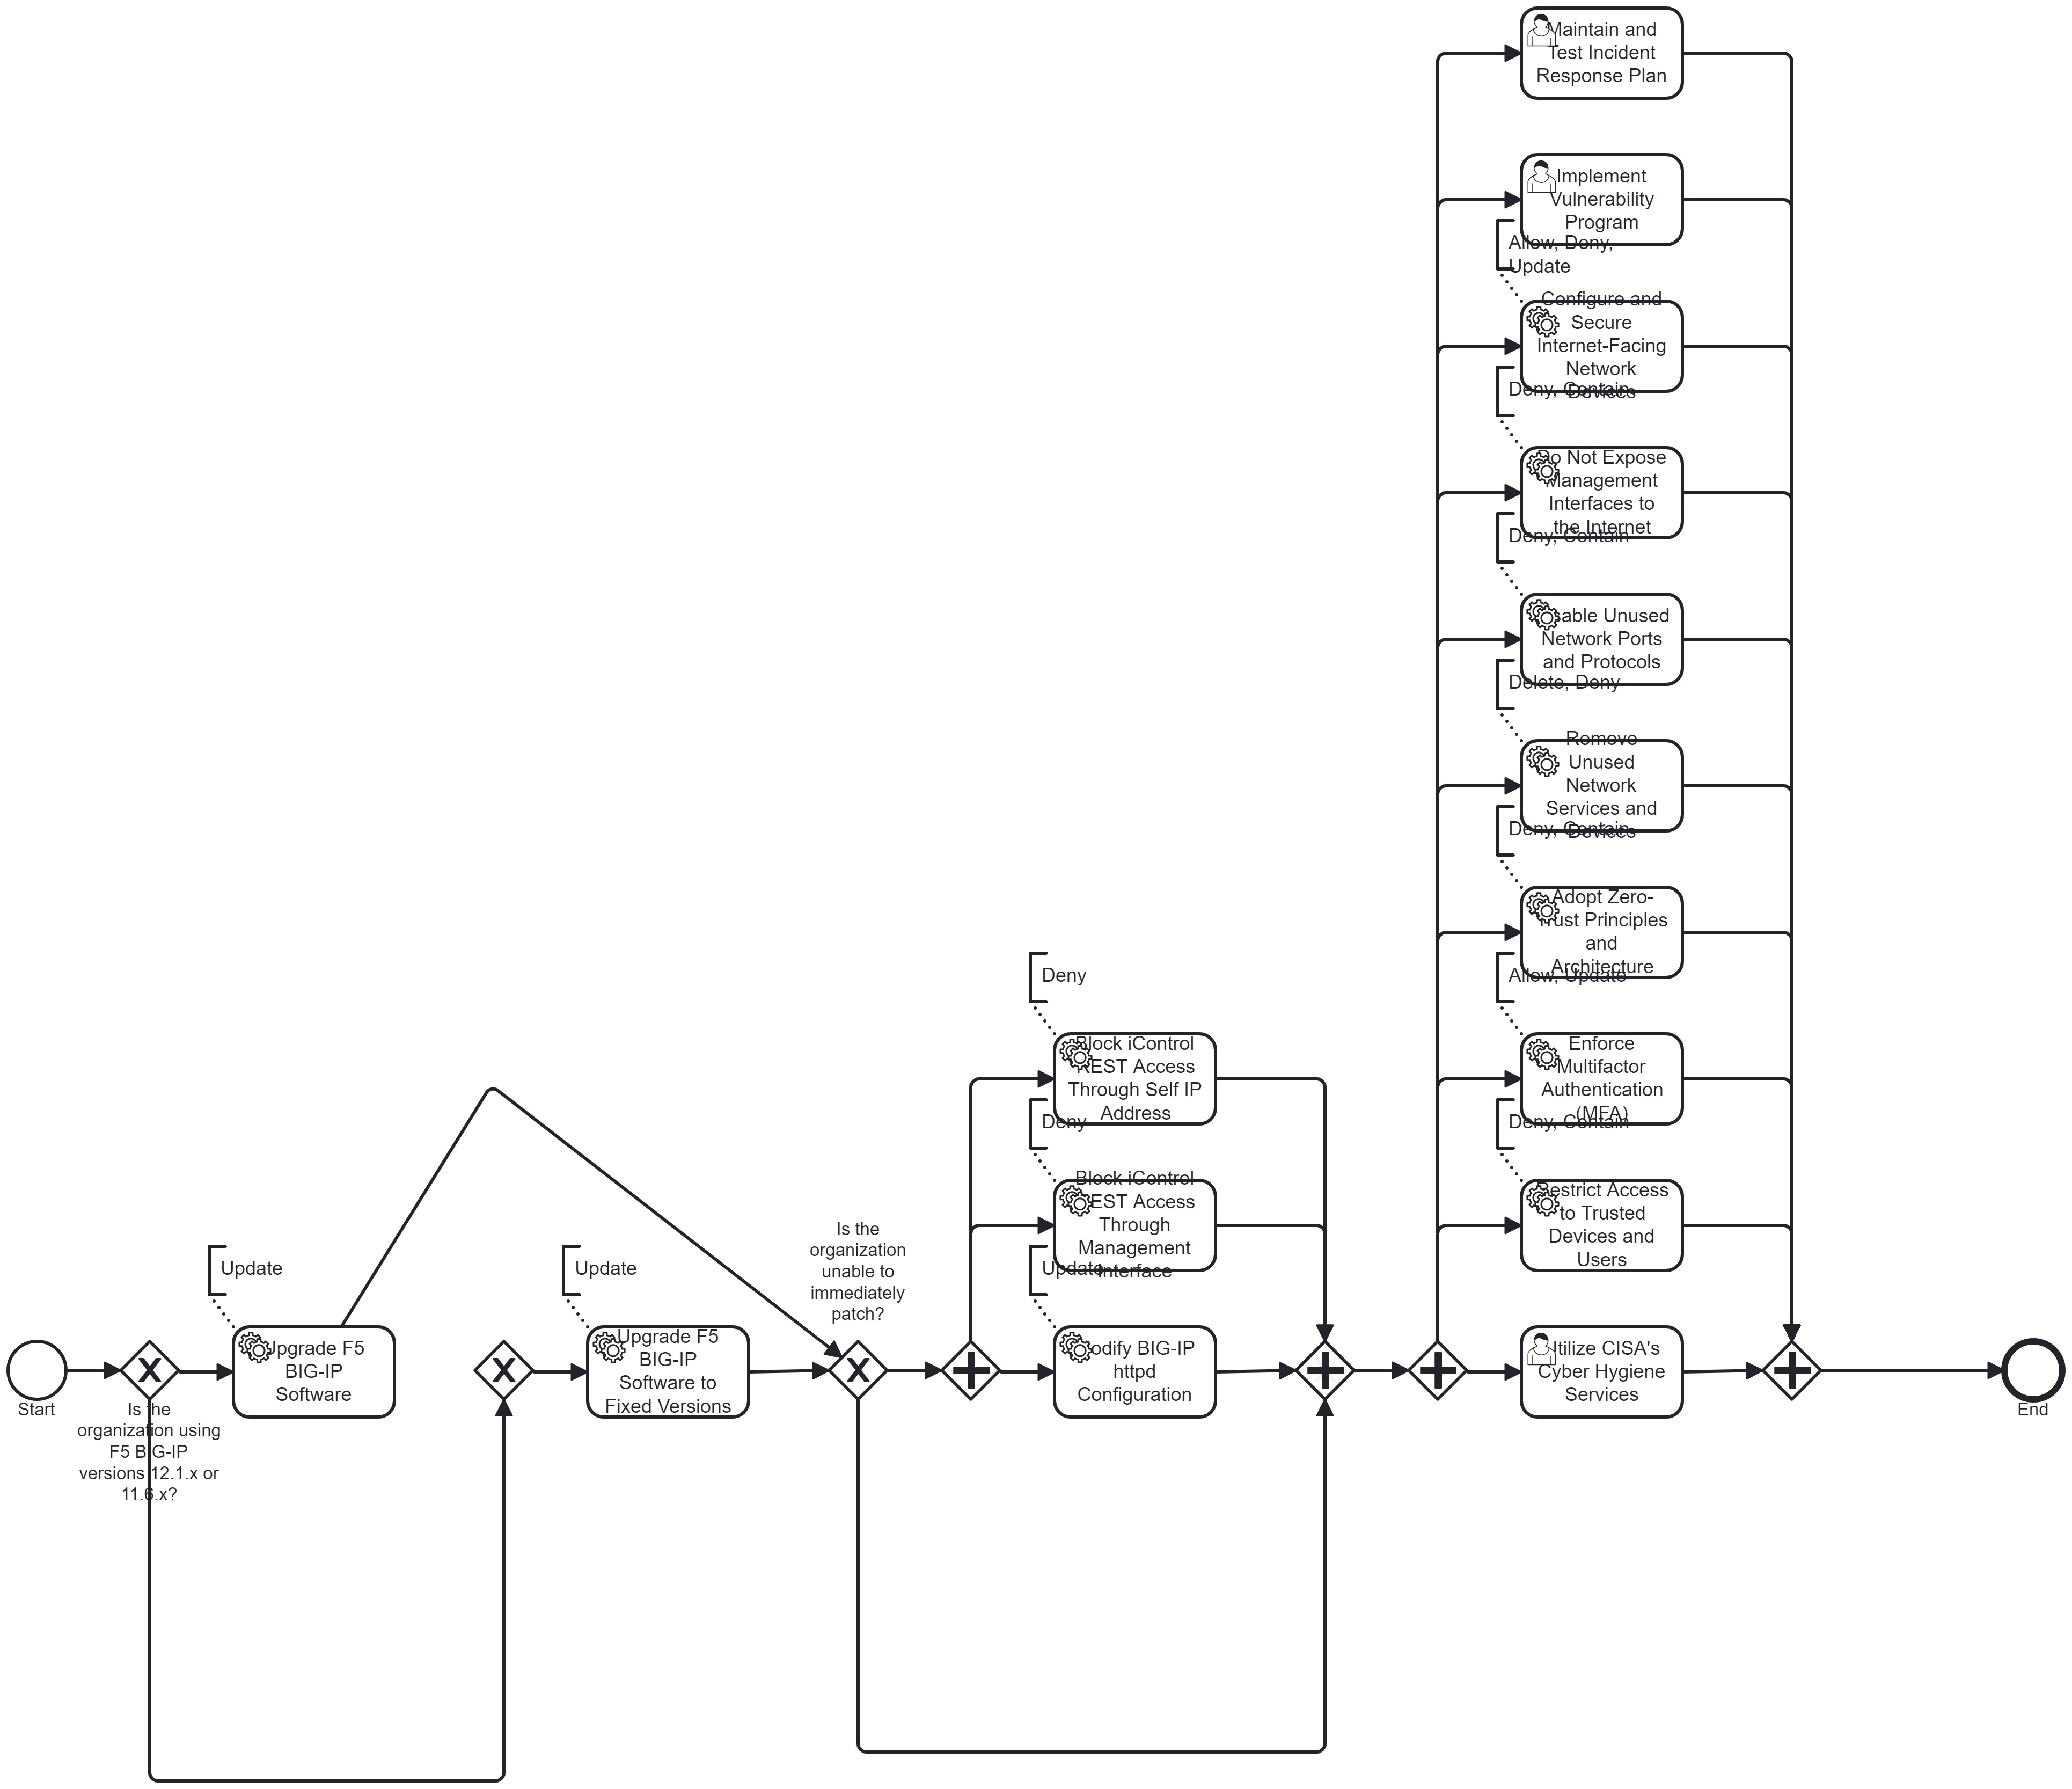 Maintain and
Test Incident
Response Plan
Implement
Vulnerability
Program
Allow, Deny,
Update
Configure and
Secure
Internet-Facing
Network
Devices
Deny, Contain
Do Not Expose
Management
Interfaces to
the Internet
Deny, Contain
Disable Unused
Network Ports
and Protocols
Delete, Deny
Remove
Unused
Network
Services and
Devices
Deny, Contain
Adopt Zero-
Trust Principles
and
Architecture
Allow, Update
Enforce
Multifactor
Authentication
(MFA)
Deny, Contain
Restrict Access
to Trusted
Devices and
Users
Utilize CISA's
Cyber Hygiene
Services
Deny
Block iControl
REST Access
Through Self IP
Address
Deny
Block iControl
REST Access
Through
Management
Interface
Update
Modify BIG-IP
httpd
Configuration
Is the
organization
unable to
immediately
patch?
Update
Upgrade F5
BIG-IP
Software to
Fixed Versions
Update
Upgrade F5
BIG-IP
Software
Start
Is the
organization using
F5 BIG-IP
versions 12.1.x or
11.6.x?
End